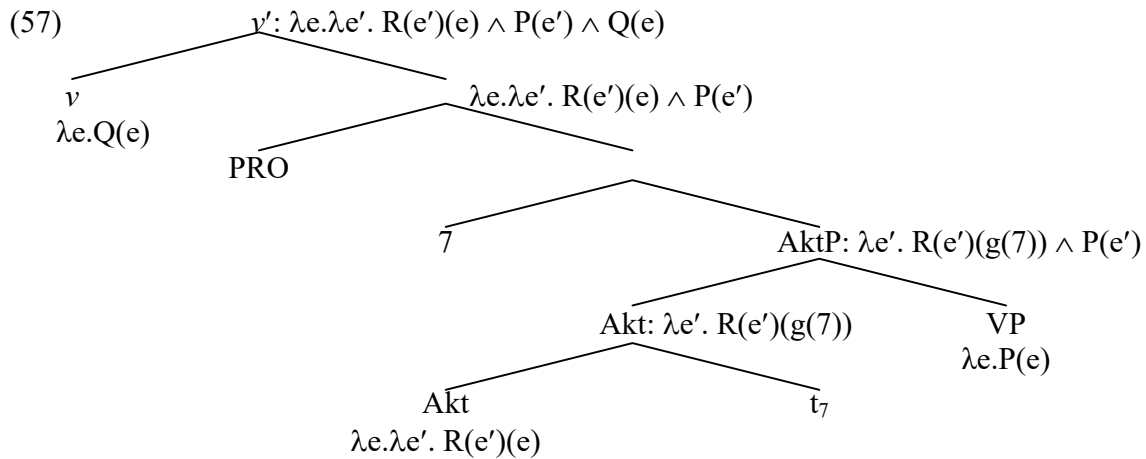 (57) v′: λe.λe′. R(e′)(e) ∧ P(e′) ∧ Q(e)
v λe.λe′. R(e′)(e) ∧ P(e′)
λe.Q(e)
PRO
7 AktP: λe′. R(e′)(g(7)) ∧ P(e′)
Akt: λe′. R(e′)(g(7)) VP
λe.P(e)
Akt t₇
λe.λe′. R(e′)(e)